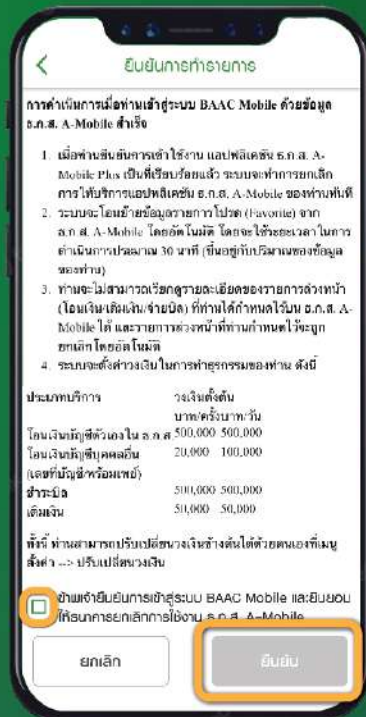 ยืนยันการทำรายการ
การดำเนินการเมื่อท่านเข้าสู่ระบบ BAAC Mobile ด้วยข้อมูล
ธ.ก.ส. A-Mobile สำเร็จ
1. เมื่อท่านยืนยันการเข้าใช้งาน แอปพลิเคชัน ธ.ก.ส. A-
Mobile Plus เป็นที่เรียบร้อยแล้ว ระบบจะทำการยกเลิก
การให้บริการแอปพลิเคชัน ธ.ก.ส. A-Mobile ของท่านทันที
2. ระบบจะโอนย้ายข้อมูลรายการโปรด (Favorite) จาก
ธ.ก.ส. A-Mobile โดยอัตโนมัติ โดยจะใช้ระยะเวลาในการ
ดำเนินการประมาณ 30 นาที (ขึ้นอยู่กับปริมาณของข้อมูล
ของท่าน)
3. ท่านจะไม่สามารถเรียกดูรายละเอียดของรายการล่วงหน้า
(โอนเงิน/เติมเงิน/จ่ายบิล) ที่ท่านได้กำหนดไว้บน ธ.ก.ส. A-
Mobile ได้ และรายการล่วงหน้าที่ท่านกำหนดไว้จะถูก
ยกเลิกโดยอัตโนมัติ
4. ระบบจะตั้งค่าวงเงินในการทำธุรกรรมของท่าน ดังนี้
ประเภทบริการ วงเงินตั้งต้น
บาท/ครั้ง บาท/วัน
โอนเงินบัญชีตัวเองใน ธ.ก.ส 500,000 500,000
โอนเงินบัญชีบุคคลอื่น 20,000 100,000
(เลขที่บัญชี/พร้อมเพย์)
ชำระบิล 500,000 500,000
เติมเงิน 50,000 50,000
ทั้งนี้ ท่านสามารถปรับเปลี่ยนวงเงินข้างต้นได้ด้วยตนเองที่เมนู
ตั้งค่า --> ปรับเปลี่ยนวงเงิน
ข้าพเจ้ายืนยันการเข้าสู่ระบบ BAAC Mobile และยินยอม
ให้ธนาคารยกเลิกการใช้งาน ธ.ก.ส. A-Mobile
ยกเลิก
ยืนยัน